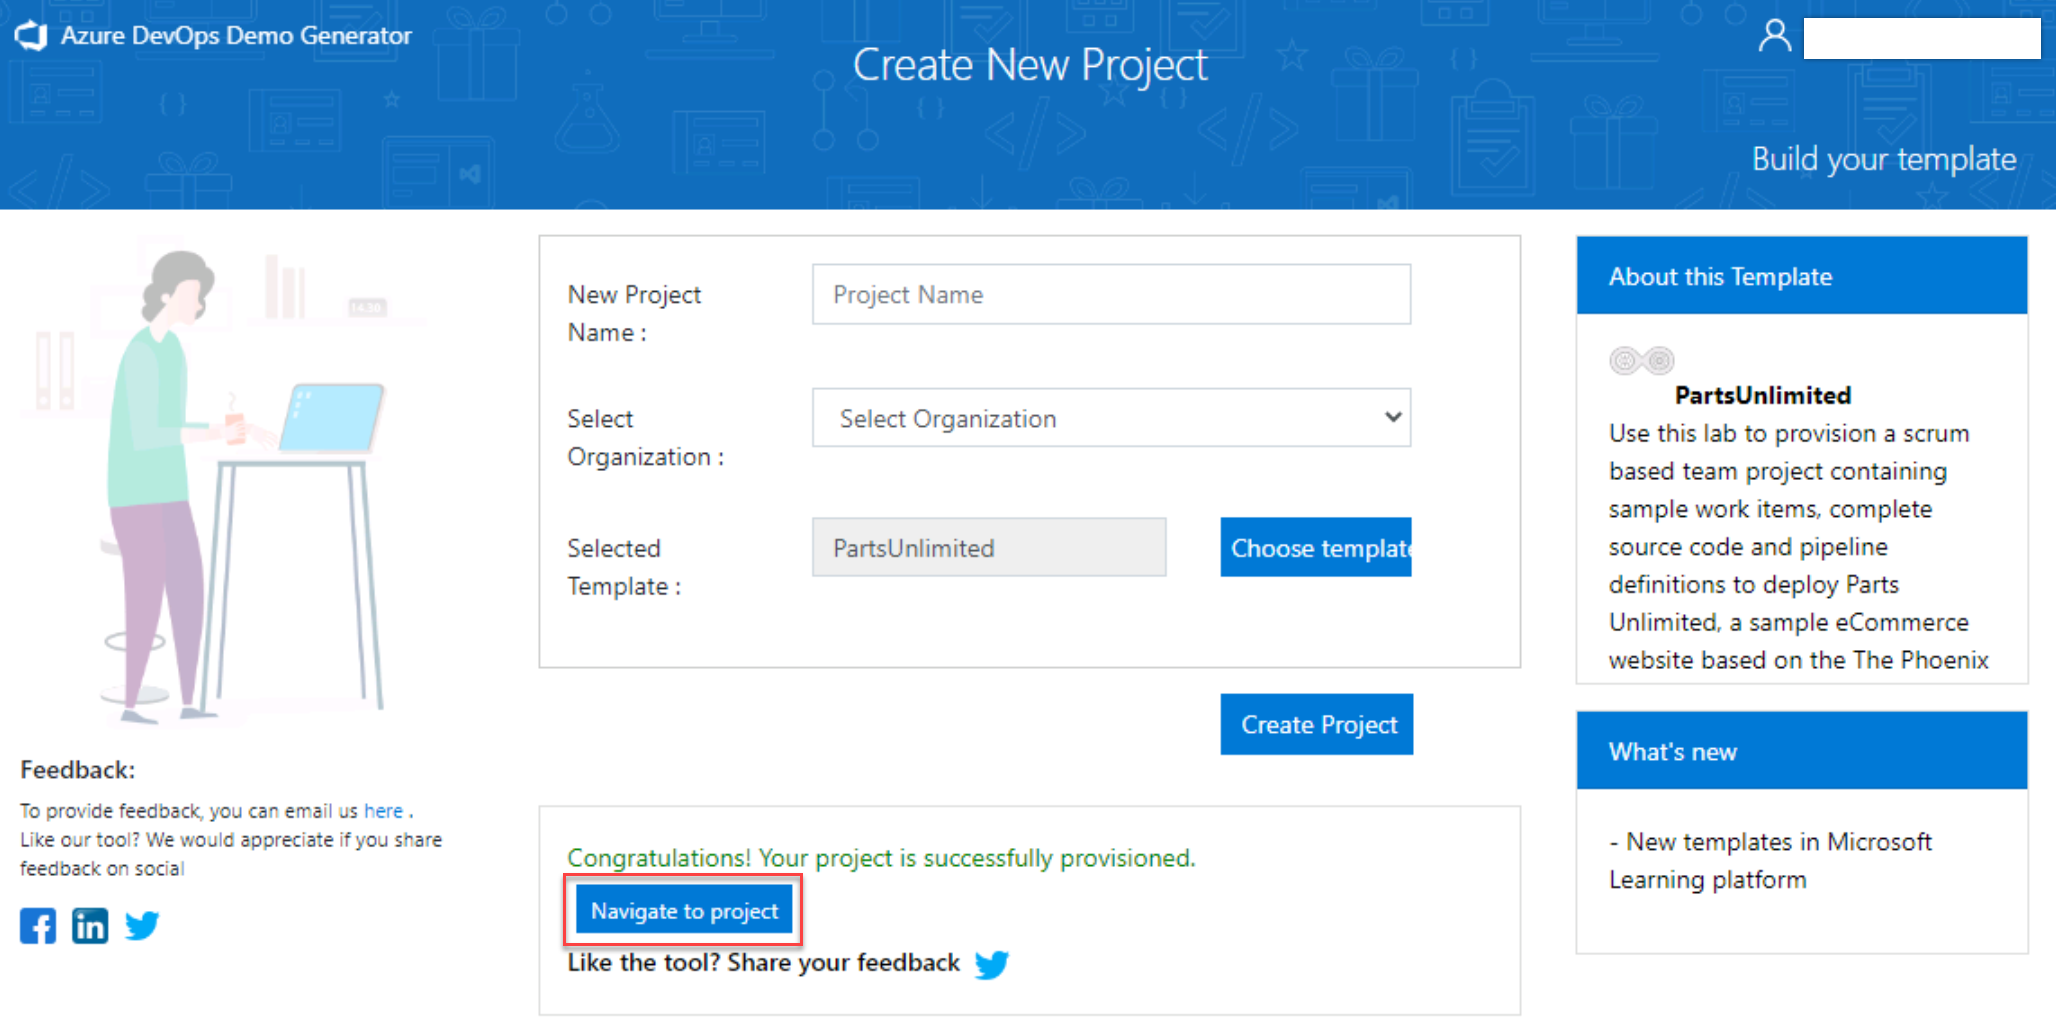 Azure DevOps Demo Generator
Create New Project
Build your template
New Project
Name :
Project Name
Select
Organization :
Select Organization
Selected
Template :
PartsUnlimited
Choose template
Create Project
Congratulations! Your project is successfully provisioned.
Navigate to project
Like the tool? Share your feedback
About this Template
PartsUnlimited
Use this lab to provision a scrum
based team project containing
sample work items, complete
source code and pipeline
definitions to deploy Parts
Unlimited, a sample eCommerce
website based on the The Phoenix
What's new
- New templates in Microsoft
Learning platform
14.30
Feedback:
To provide feedback, you can email us here .
Like our tool? We would appreciate if you share
feedback on social